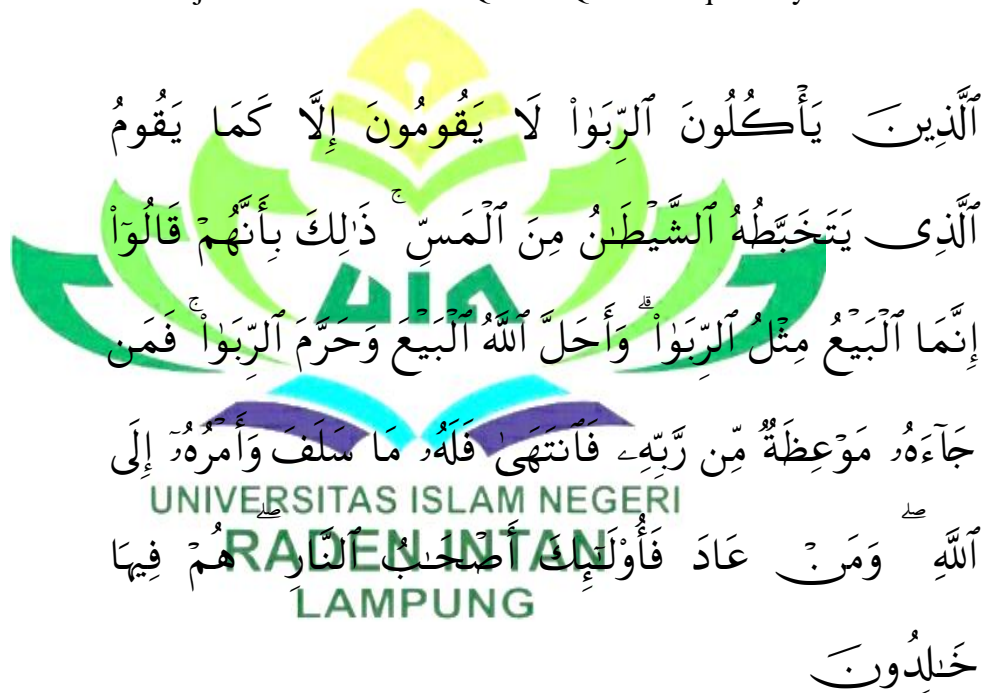 ٱلَّذِينَ يَأْكُلُونَ ٱلرِّبَوٰا۟ لَا يَقُومُونَ إِلَّا كَمَا يَقُومُ
ٱلَّذِى يَتَخَبَّطُهُ ٱلشَّيْطَـٰنُ مِنَ ٱلْمَسِّ ۚ ذَٰلِكَ بِأَنَّهُمْ قَالُوٓا۟
إِنَّمَا ٱلْبَيْعُ مِثْلُ ٱلرِّبَوٰا۟ ۗ وَأَحَلَّ ٱللَّهُ ٱلْبَيْعَ وَحَرَّمَ ٱلرِّبَوٰا۟ ۚ فَمَن
جَآءَهُۥ مَوْعِظَةٌ مِّن رَّبِّهِۦ فَٱنتَهَىٰ فَلَهُۥ مَا سَلَفَ وَأَمْرُهُۥٓ إِلَى
UNIVERSITAS ISLAM NEGERI
ٱللَّهِ ۖ وَمَنْ عَادَ فَأُو۟لَـٰٓئِكَ أَصْحَـٰبُ ٱلنَّارِ ۖ هُمْ فِيهَا
RADEN INTAN
LAMPUNG
خَـٰلِدُونَ